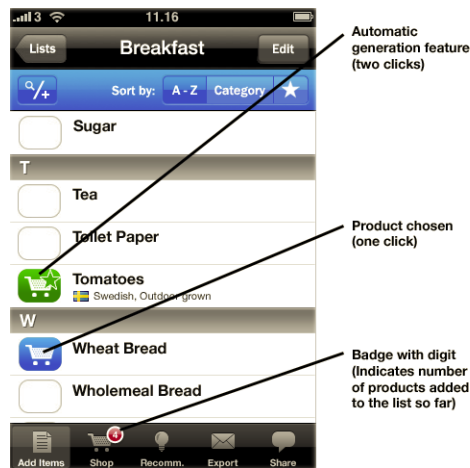 3 11.16
Lists Breakfast Edit
Sort by: A - Z Category
Sugar
T
Tea
Toilet Paper
Tomatoes
Swedish, Outdoor grown
W
Wheat Bread
Wholemeal Bread
4
Add Items Shop Recomm. Export Share
Automatic
generation feature
(two clicks)
Product chosen
(one click)
Badge with digit
(Indicates number
of products added
to the list so far)